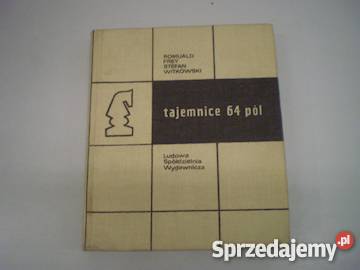 ROMUALD
FREY
STEFAN
WITKOWSKI
tajemnice 64 pól
Ludowa
Spółdzielnia
Wydawnicza
Sprzedajemy.pl